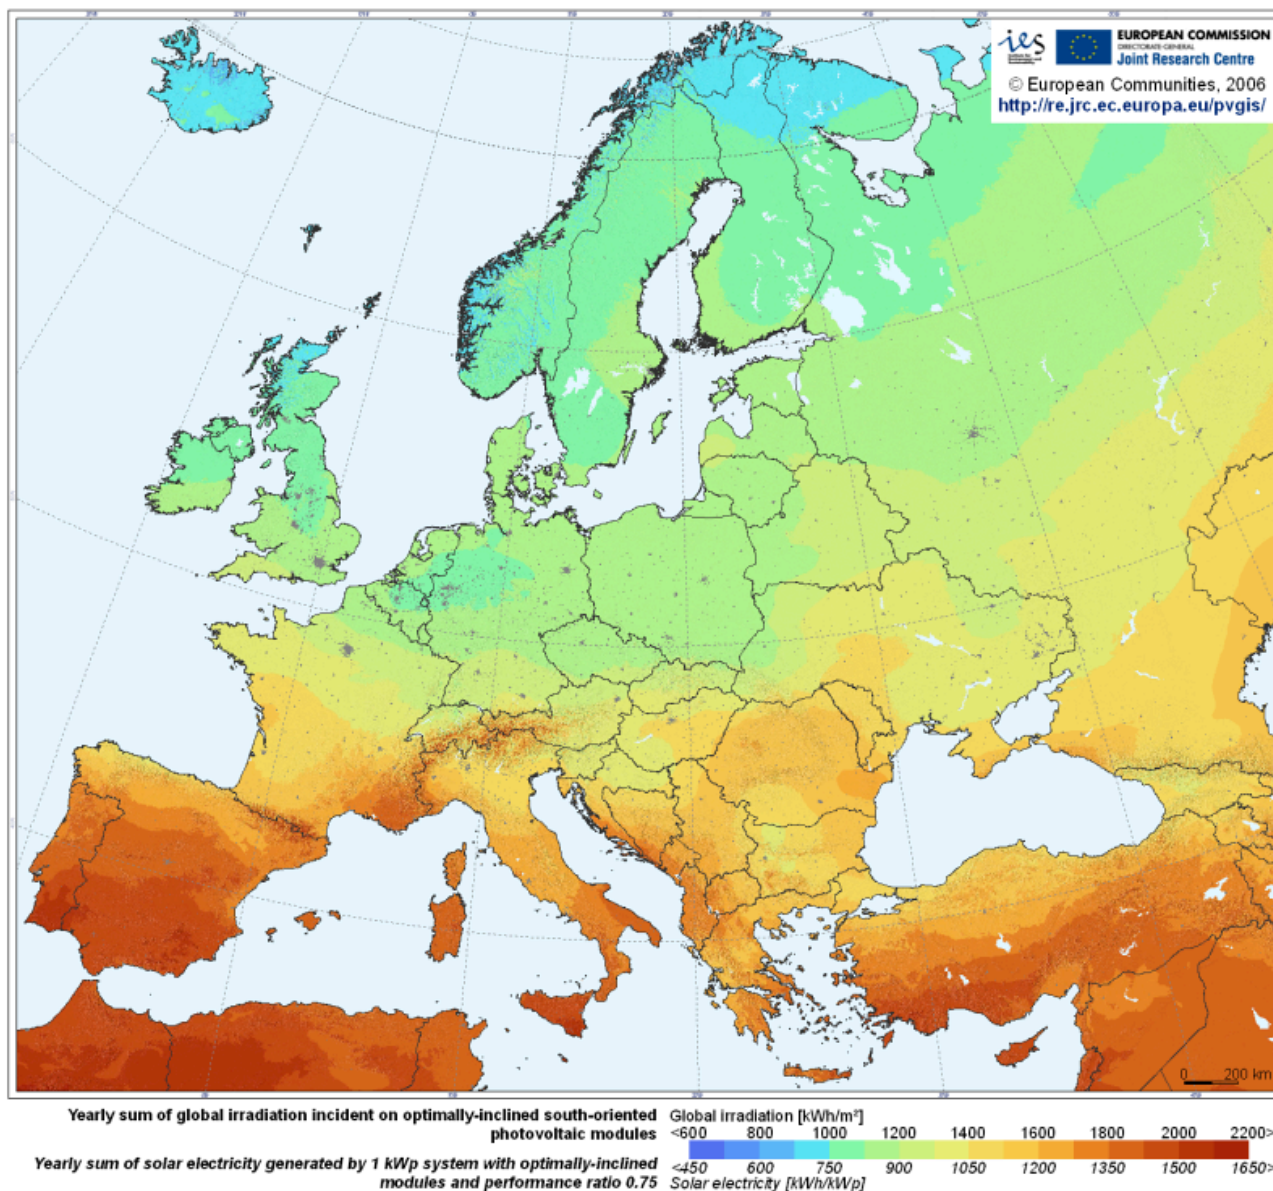 ies
EUROPEAN COMMISSION
DIRECTORATE-GENERAL
Joint Research Centre
© European Communities, 2006
http://re.jrc.ec.europa.eu/pvgis/
0 200 km
Yearly sum of global irradiation incident on optimally-inclined south-oriented
photovoltaic modules
Global irradiation [kWh/m²]
<600 800 1000 1200 1400 1600 1800 2000 2200>
Yearly sum of solar electricity generated by 1 kWp system with optimally-inclined
modules and performance ratio 0.75
<450 600 750 900 1050 1200 1350 1500 1650>
Solar electricity [kWh/kWp]